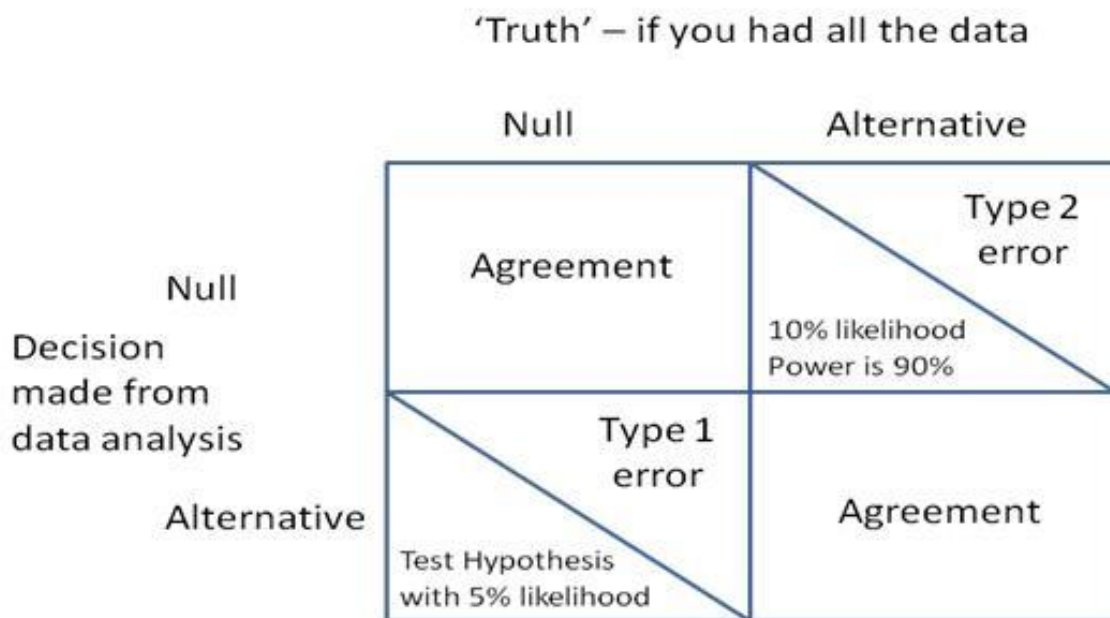 ‘Truth’ – if you had all the data
Null
Alternative
Agreement
Type 2
error
10% likelihood
Power is 90%
Null
Decision
made from
data analysis
Alternative
Type 1
error
Test Hypothesis
with 5% likelihood
Agreement